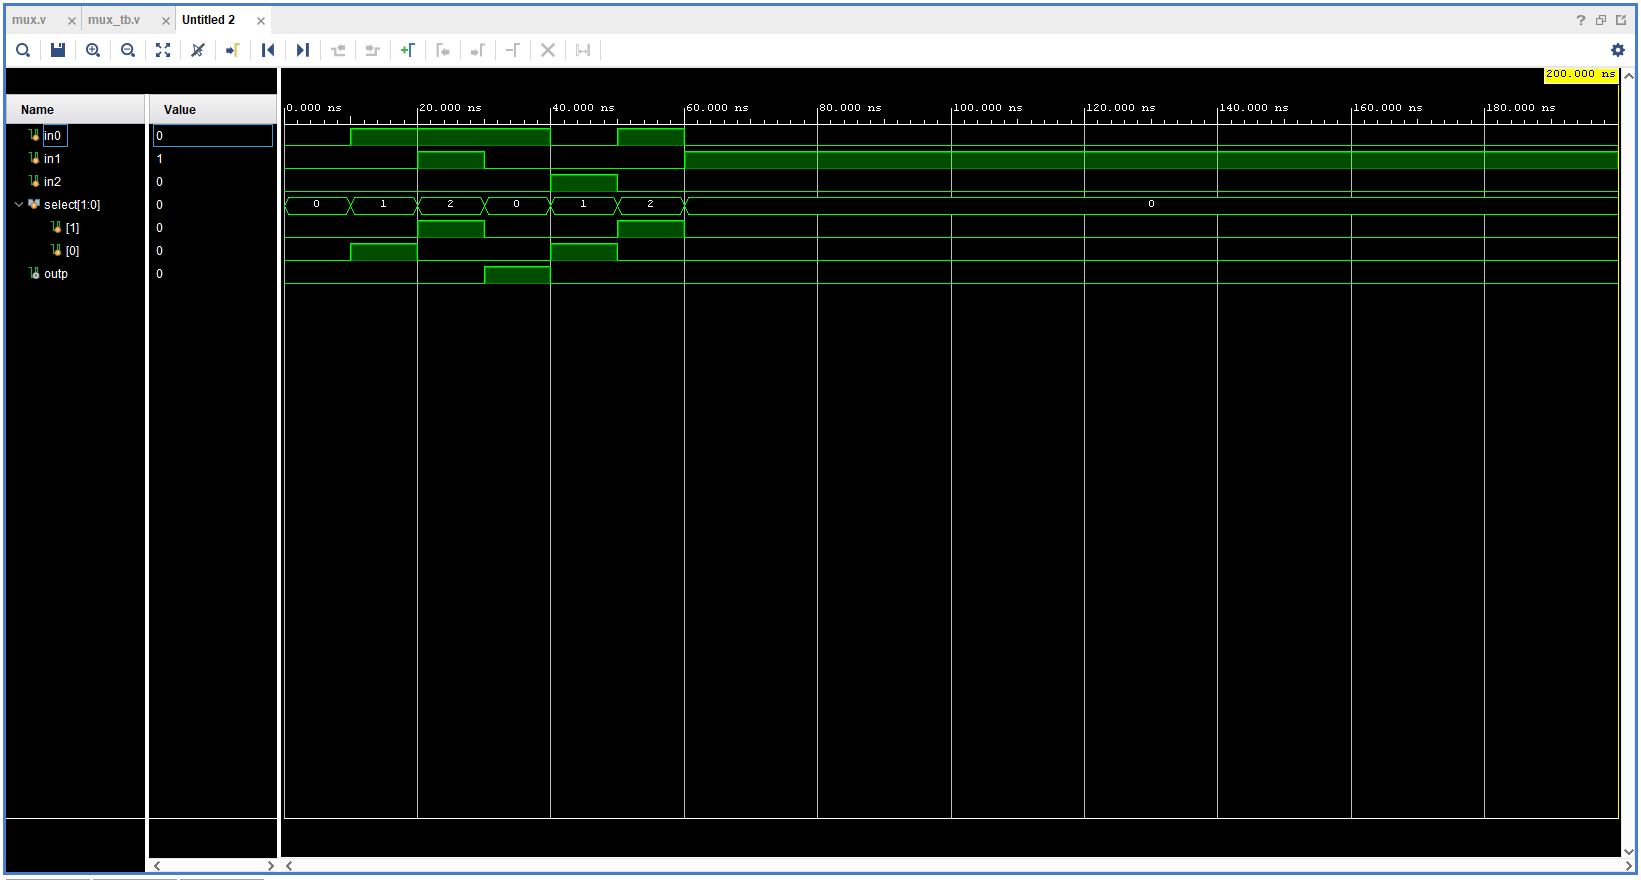 mux.v × mux_tb.v × Untitled 2 ×
?
200.000 ns
Name Value
0.000 ns 20.000 ns 40.000 ns 60.000 ns 80.000 ns 100.000 ns 120.000 ns 140.000 ns 160.000 ns 180.000 ns
in0 0
in1 1
in2 0
select[1:0] 0 0 1 2 0 1 2 0
[1] 0
[0] 0
outp 0